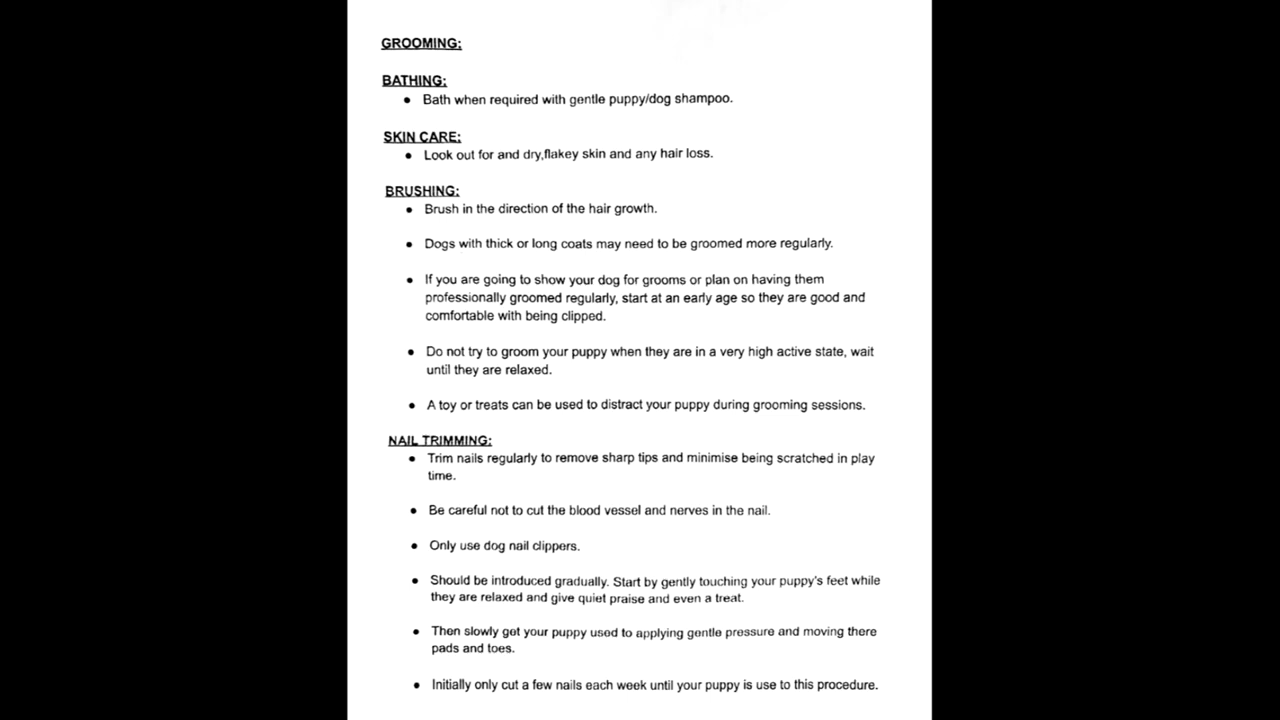 GROOMING:
BATHING:
● Bath when required with gentle puppy/dog shampoo.
SKIN CARE:
● Look out for and dry,flakey skin and any hair loss.
BRUSHING:
● Brush in the direction of the hair growth.
● Dogs with thick or long coats may need to be groomed more regularly.
● If you are going to show your dog for grooms or plan on having them
professionally groomed regularly, start at an early age so they are good and
comfortable with being clipped.
● Do not try to groom your puppy when they are in a very high active state, wait
until they are relaxed.
● A toy or treats can be used to distract your puppy during grooming sessions.
NAIL TRIMMING:
● Trim nails regularly to remove sharp tips and minimise being scratched in play
time.
● Be careful not to cut the blood vessel and nerves in the nail.
● Only use dog nail clippers.
● Should be introduced gradually. Start by gently touching your puppy's feet while
they are relaxed and give quiet praise and even a treat.
● Then slowly get your puppy used to applying gentle pressure and moving there
pads and toes.
● Initially only cut a few nails each week until your puppy is use to this procedure.